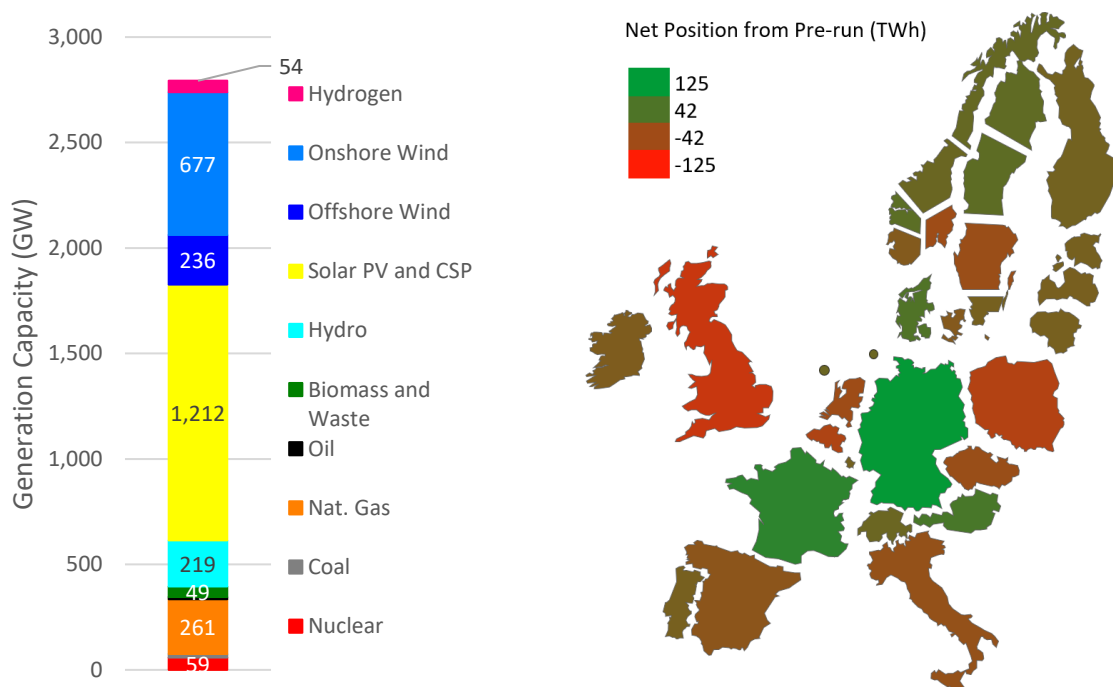 Generation Capacity (GW)
3,000
2,500
2,000
1,500
1,000
500
0
54
677
236
1,212
219
49
261
59
Hydrogen
Onshore Wind
Offshore Wind
Solar PV and CSP
Hydro
Biomass and
Waste
Oil
Nat. Gas
Coal
Nuclear
Net Position from Pre-run (TWh)
125
42
-42
-125